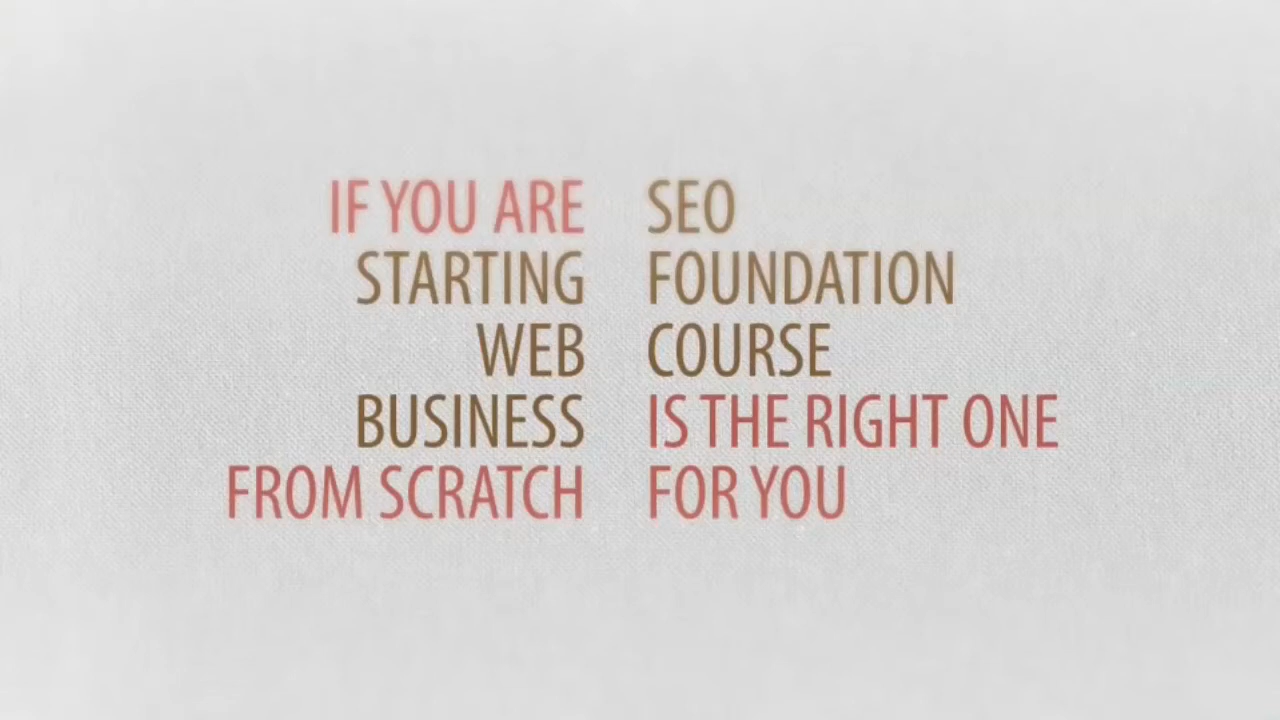 IF YOU ARE
STARTING
WEB
BUSINESS
FROM SCRATCH
SEO
FOUNDATION
COURSE
IS THE RIGHT ONE
FOR YOU